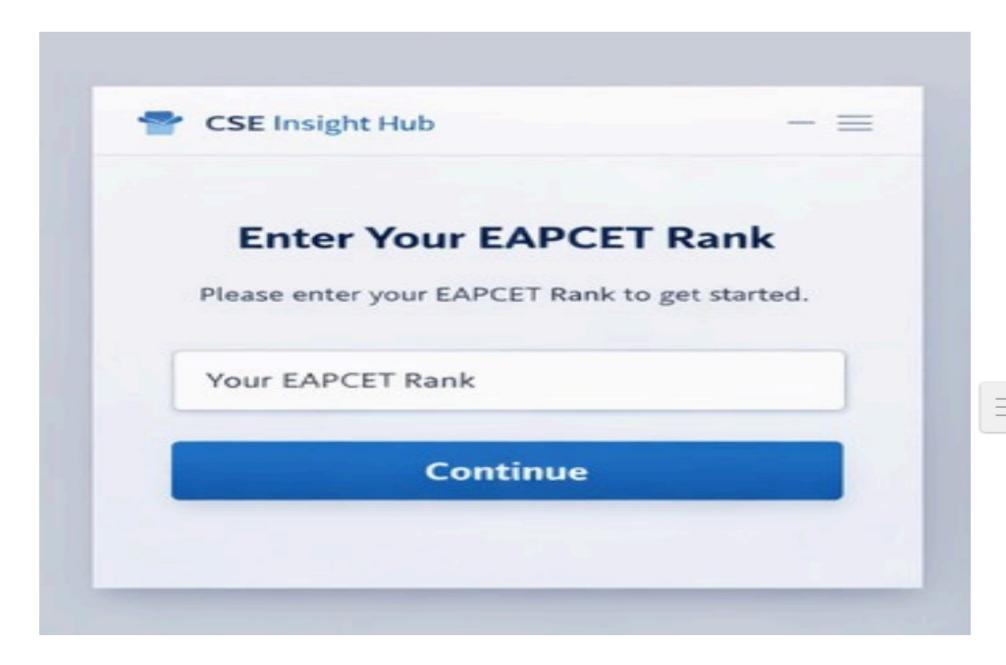 CSE Insight Hub
Enter Your EAPCET Rank
Please enter your EAPCET Rank to get started.
Your EAPCET Rank
Continue